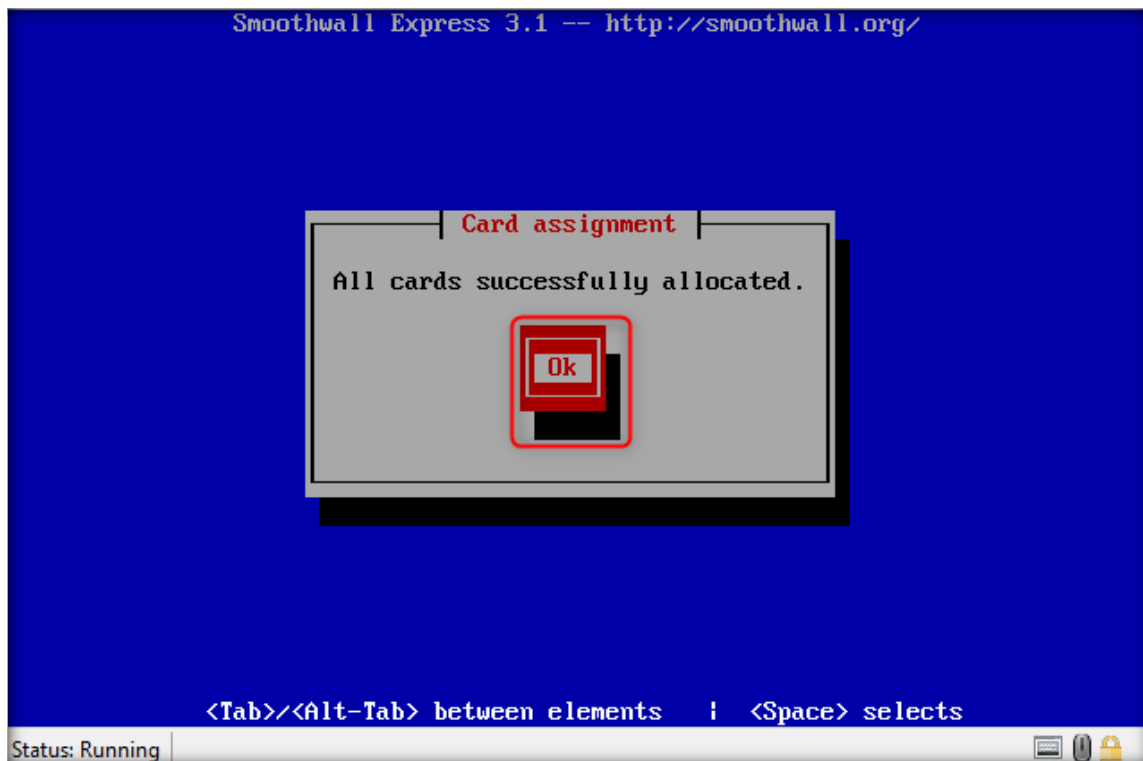 Smoothwall Express 3.1 -- http://smoothwall.org/
Card assignment
All cards successfully allocated.
Ok
<Tab>/<Alt-Tab> between elements | <Space> selects
Status: Running